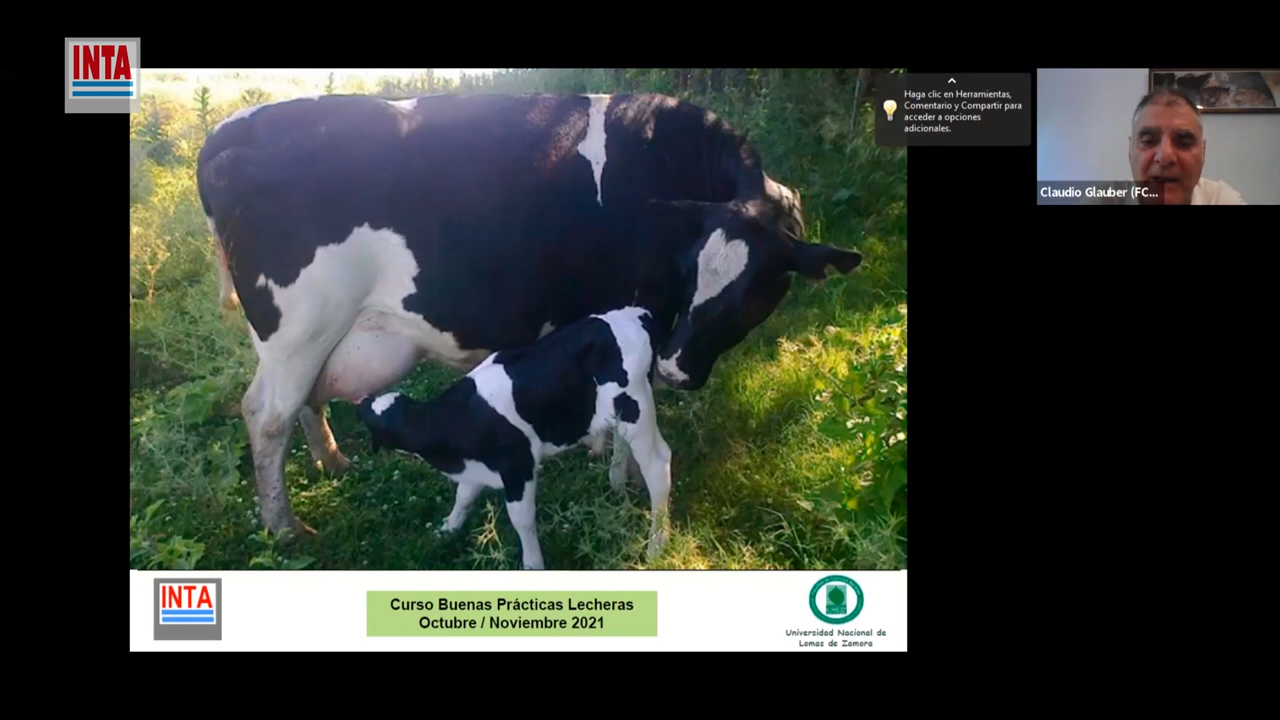 INTA
Haga clic en Herramientas,
Comentario y Compartir para
acceder a opciones
adicionales.
Claudio Glauber (FC...
INTA
Curso Buenas Prácticas Lecheras
Octubre / Noviembre 2021
Universidad Nacional de
Lomas de Zamora